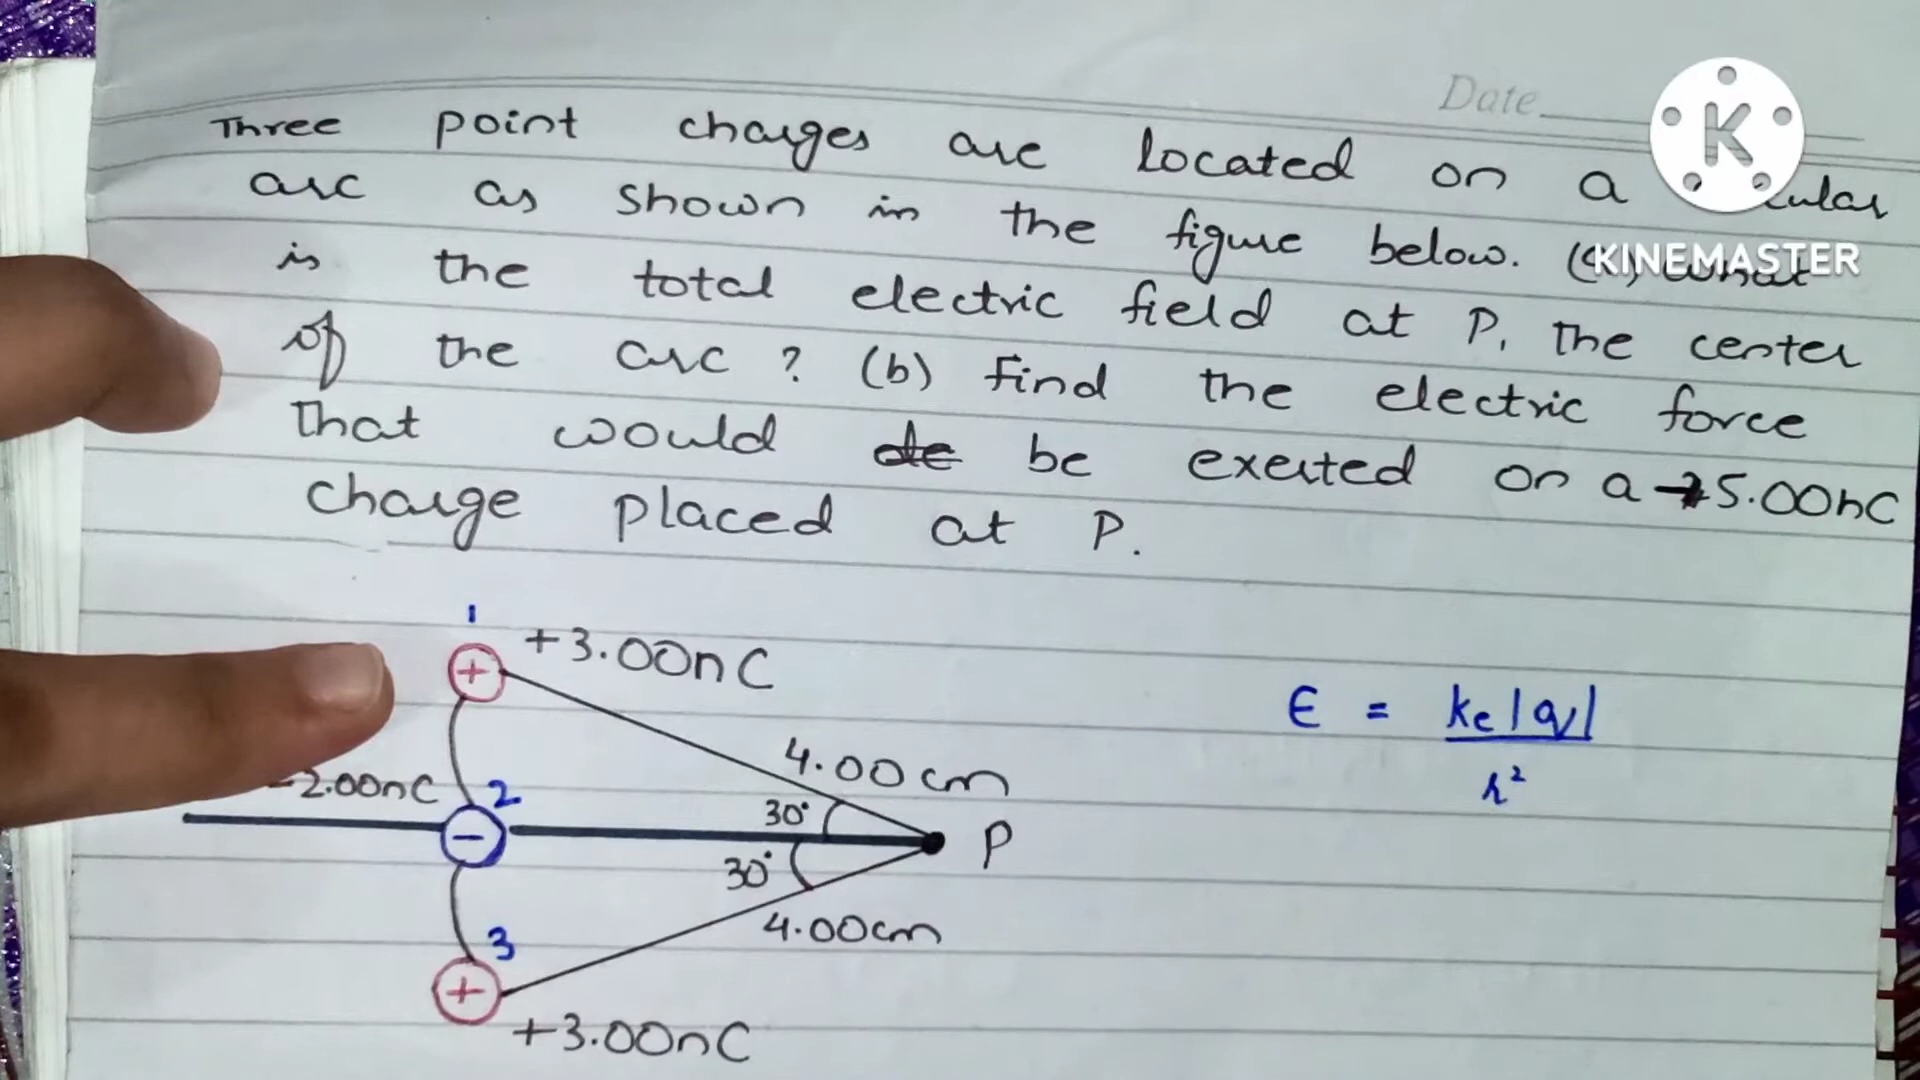 Date
Three point charges are located on a
arc as shown in the figure below.
is the total electric field at P, the center
of the arc ? (b) Find the electric force
that would be exerted on a -5.00nC
charge placed at P.
1
+3.00nC
E = ke|q|
r²
4.00cm
-2.00nC 2
30°
P
30°
4.00cm
3
+3.00nC
K
KINEMASTER